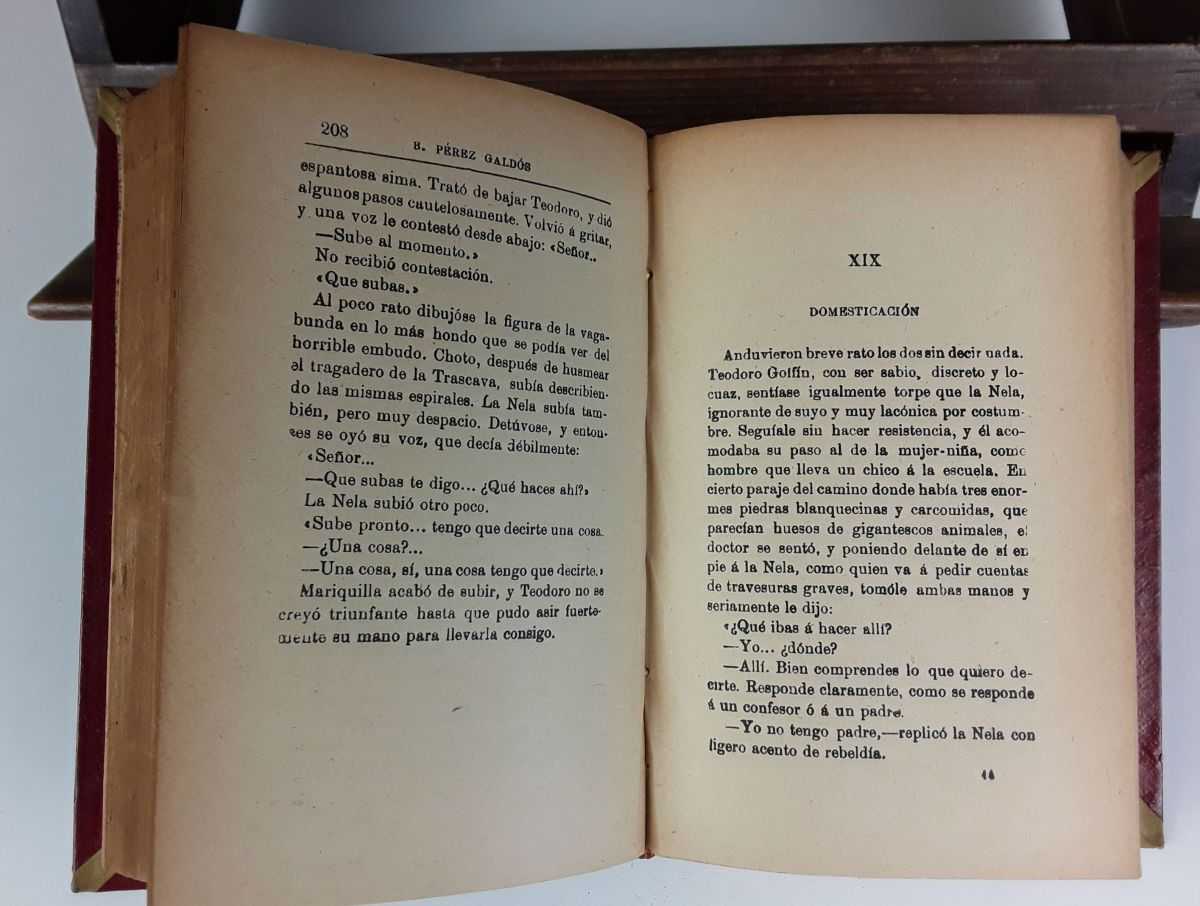 208
B. PÉREZ GALDÓS
espantosa sima. Trató de bajar Teodoro, y dió
algunos pasos cautelosamente. Volvió á gritar,
y una voz le contestó desde abajo: «Señor..
—Sube al momento.»
No recibió contestación.
«Que subas.»
Al poco rato dibujóse la figura de la vaga-
bunda en lo más hondo que se podía ver del
horrible embudo. Choto, después de husmear
el tragadero de la Trascava, subía describien-
do las mismas espirales. La Nela subía tam-
bién, pero muy despacio. Detúvose, y enton-
ces se oyó su voz, que decía débilmente:
«Señor...
—Que subas te digo... ¿Qué haces ahí?»
La Nela subió otro poco.
«Sube pronto... tengo que decirte una cosa.
—¿Una cosa?...
—Una cosa, sí, una cosa tengo que decirte.»
Mariquilla acabó de subir, y Teodoro no se
creyó triunfante hasta que pudo asir fuerte-
mente su mano para llevarla consigo.
XIX
DOMESTICACIÓN
Anduvieron breve rato los dos sin decir nada.
Teodoro Golfín, con ser sabio, discreto y lo-
cuaz, sentíase igualmente torpe que la Nela,
ignorante de suyo y muy lacónica por costum-
bre. Seguíale sin hacer resistencia, y él aco-
modaba su paso al de la mujer-niña, como
hombre que lleva un chico á la escuela. En
cierto paraje del camino donde había tres enor-
mes piedras blanquecinas y carcomidas, que
parecían huesos de gigantescos animales, el
doctor se sentó, y poniendo delante de sí en
pie á la Nela, como quien va á pedir cuentas
de travesuras graves, tomóle ambas manos y
seriamente le dijo:
«¿Qué ibas á hacer allí?
—Yo... ¿dónde?
—Allí. Bien comprendes lo que quiero de-
cirte. Responde claramente, como se responde
á un confesor ó á un padre.
—Yo no tengo padre,—replicó la Nela con
ligero acento de rebeldía.
14